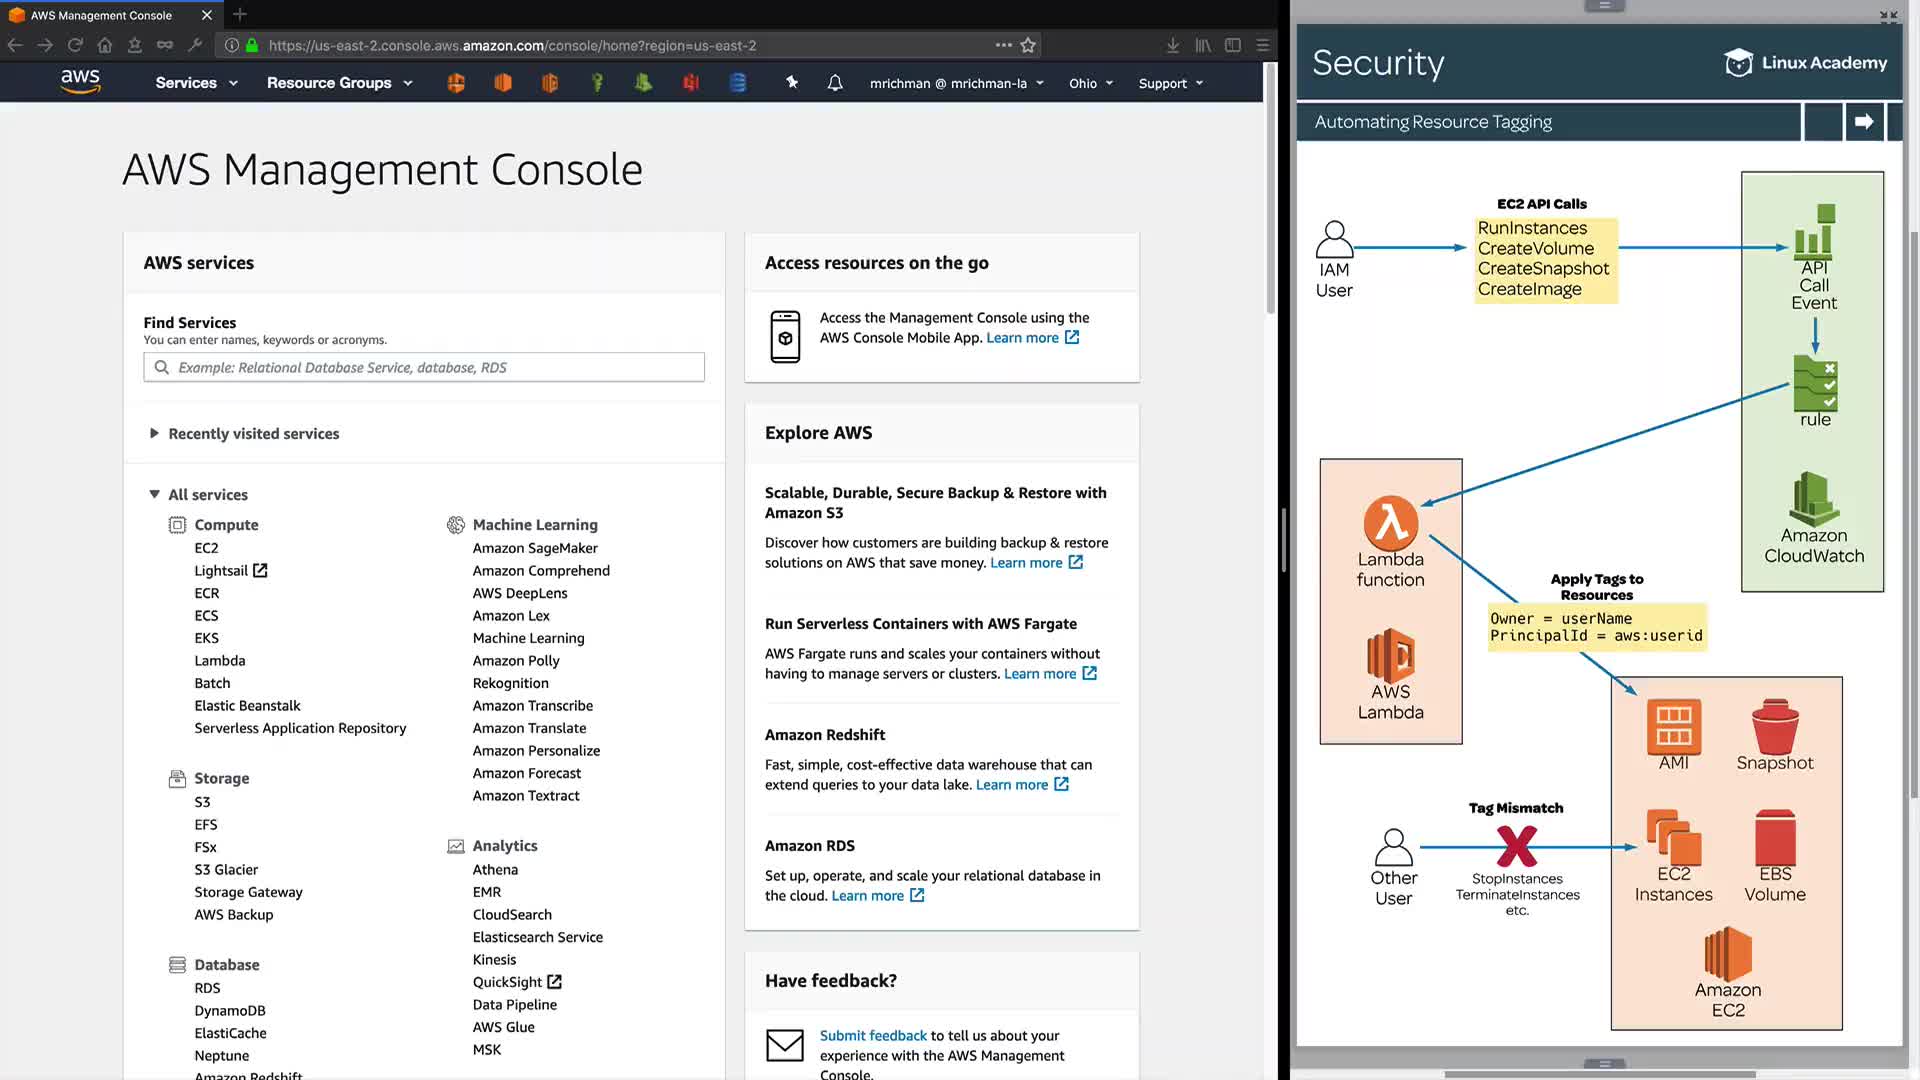 AWS Management Console
https://us-east-2.console.aws.amazon.com/console/home?region=us-east-2
aws
Services
Resource Groups
mrichman @ mrichman-la
Ohio
Support
AWS Management Console
AWS services
Find Services
You can enter names, keywords or acronyms.
Example: Relational Database Service, database, RDS
Recently visited services
All services
Compute
EC2
Lightsail
ECR
ECS
EKS
Lambda
Batch
Elastic Beanstalk
Serverless Application Repository
Storage
S3
EFS
FSx
S3 Glacier
Storage Gateway
AWS Backup
Database
RDS
DynamoDB
ElastiCache
Neptune
Amazon Redshift
Machine Learning
Amazon SageMaker
Amazon Comprehend
AWS DeepLens
Amazon Lex
Machine Learning
Amazon Polly
Rekognition
Amazon Transcribe
Amazon Translate
Amazon Personalize
Amazon Forecast
Amazon Textract
Analytics
Athena
EMR
CloudSearch
Elasticsearch Service
Kinesis
QuickSight
Data Pipeline
AWS Glue
MSK
Access resources on the go
Access the Management Console using the
AWS Console Mobile App. Learn more
Explore AWS
Scalable, Durable, Secure Backup & Restore with
Amazon S3
Discover how customers are building backup & restore
solutions on AWS that save money. Learn more
Run Serverless Containers with AWS Fargate
AWS Fargate runs and scales your containers without
having to manage servers or clusters. Learn more
Amazon Redshift
Fast, simple, cost-effective data warehouse that can
extend queries to your data lake. Learn more
Amazon RDS
Set up, operate, and scale your relational database in
the cloud. Learn more
Have feedback?
Submit feedback to tell us about your
experience with the AWS Management
Console.
Security
Linux Academy
Automating Resource Tagging
IAM
User
EC2 API Calls
RunInstances
CreateVolume
CreateSnapshot
CreateImage
API
Call
Event
rule
Amazon
CloudWatch
Lambda
function
AWS
Lambda
Apply Tags to
Resources
Owner = userName
PrincipalId = aws:userid
AMI
Snapshot
Tag Mismatch
Other
User
StopInstances
TerminateInstances
etc.
EC2
Instances
EBS
Volume
Amazon
EC2